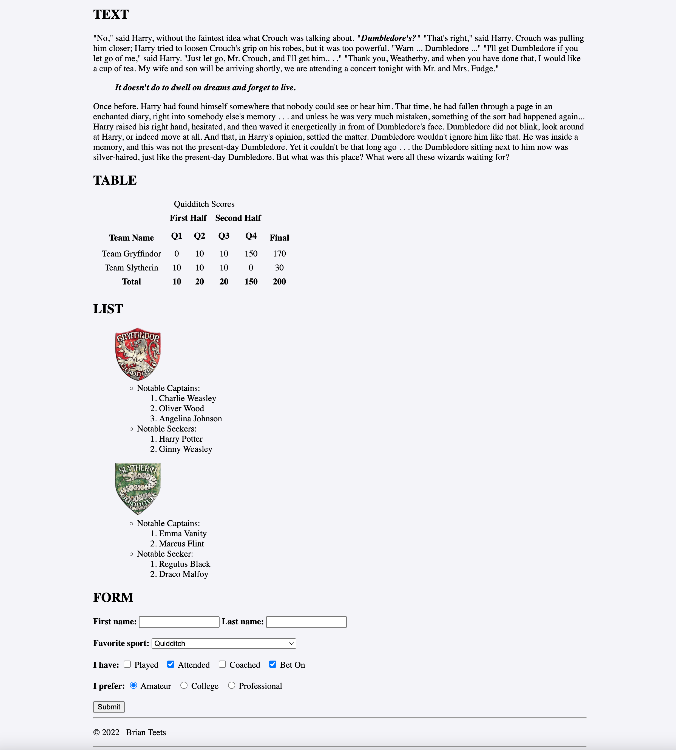 TEXT
"No," said Harry, without the faintest idea what Crouch was talking about. "Dumbledore's?" "That's right," said Harry. Crouch was pulling
him closer; Harry tried to loosen Crouch's grip on his robes, but it was too powerful. "Warn ... Dumbledore ..." "I'll get Dumbledore if you
let go of me," said Harry. "Just let go, Mr. Crouch, and I'll get him.. . ." "Thank you, Weatherby, and when you have done that, I would like
a cup of tea. My wife and son will be arriving shortly, we are attending a concert tonight with Mr. and Mrs. Fudge."
It doesn't do to dwell on dreams and forget to live.
Once before, Harry had found himself somewhere that nobody could see or hear him. That time, he had fallen through a page in an
enchanted diary, right into somebody else's memory . . . and unless he was very much mistaken, something of the sort had happened again...
Harry raised his right hand, hesitated, and then waved it energetically in from of Dumbledore's face. Dumbledore did not blink, look around
at Harry, or indeed move at all. And that, in Harry's opinion, settled the matter. Dumbledore wouldn't ignore him like that. He was inside a
memory, and this was not the present-day Dumbledore. Yet it couldn't be that long ago . . . the Dumbledore sitting next to him now was
silver-haired, just like the present-day Dumbledore. But what was this place? What were all these wizards waiting for?
TABLE
Quidditch Scores
First Half Second Half
Team Name Q1 Q2 Q3 Q4 Final
Team Gryffindor 0 10 10 150 170
Team Slytherin 10 10 10 0 30
Total 10 20 20 150 200
LIST
GRYFFINDOR
Notable Captains:
1. Charlie Weasley
2. Oliver Wood
3. Angelina Johnson
Notable Seekers:
1. Harry Potter
2. Ginny Weasley
Notable Captains:
1. Emma Vanity
2. Marcus Flint
Notable Seeker:
1. Regulus Black
2. Draco Malfoy
FORM
First name: Last name:
Favorite sport: Quidditch
I have: Played Attended Coached Bet On
I prefer: Amateur College Professional
Submit
© 2022 Brian Teets